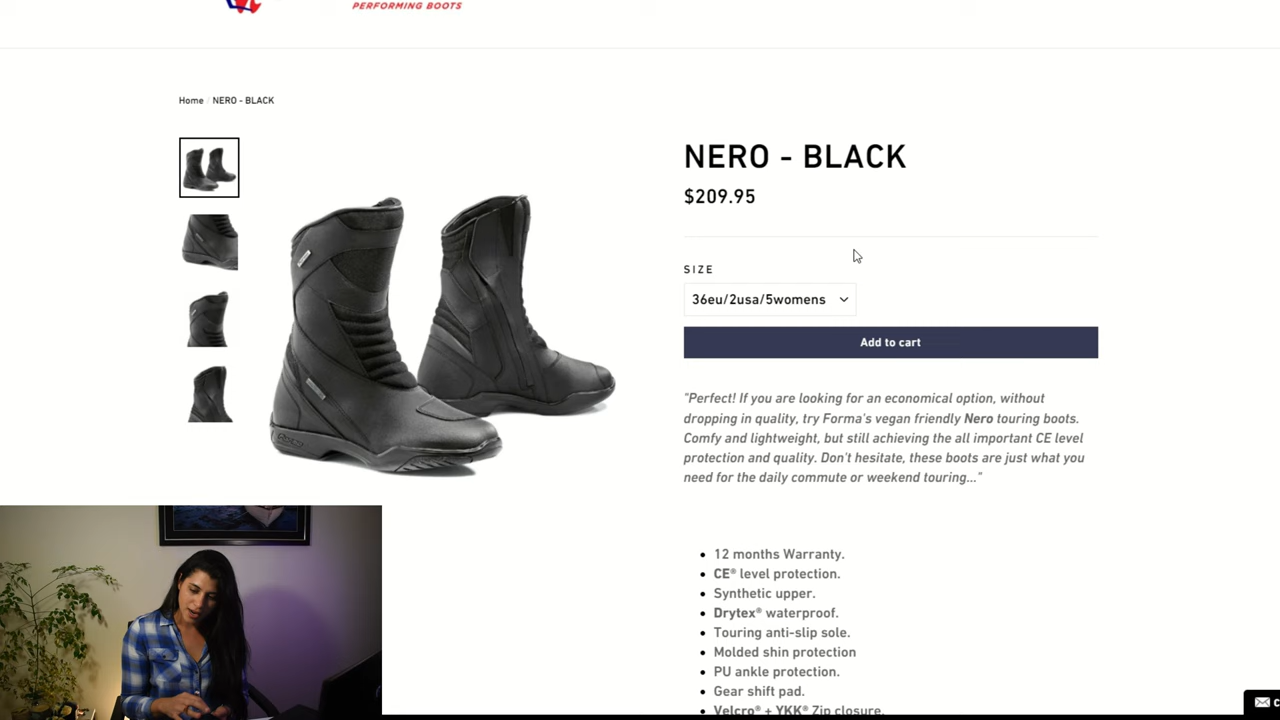 PERFORMING BOOTS
Home / NERO - BLACK
NERO - BLACK
$209.95
SIZE
36eu/2usa/5womens
Add to cart
"Perfect! If you are looking for an economical option, without
dropping in quality, try Forma's vegan friendly Nero touring boots.
Comfy and lightweight, but still achieving the all important CE level
protection and quality. Don't hesitate, these boots are just what you
need for the daily commute or weekend touring..."
12 months Warranty.
CE® level protection.
Synthetic upper.
Drytex® waterproof.
Touring anti-slip sole.
Molded shin protection
PU ankle protection.
Gear shift pad.
Velcro® + YKK® Zip closure.